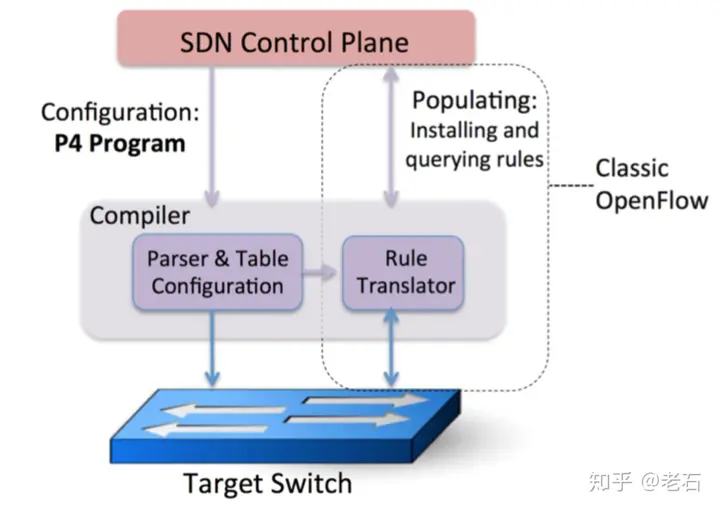 SDN Control Plane
Configuration:
P4 Program
Populating:
Installing and
querying rules
Classic
OpenFlow
Compiler
Parser & Table
Configuration
Rule
Translator
Target Switch
知乎 @老石